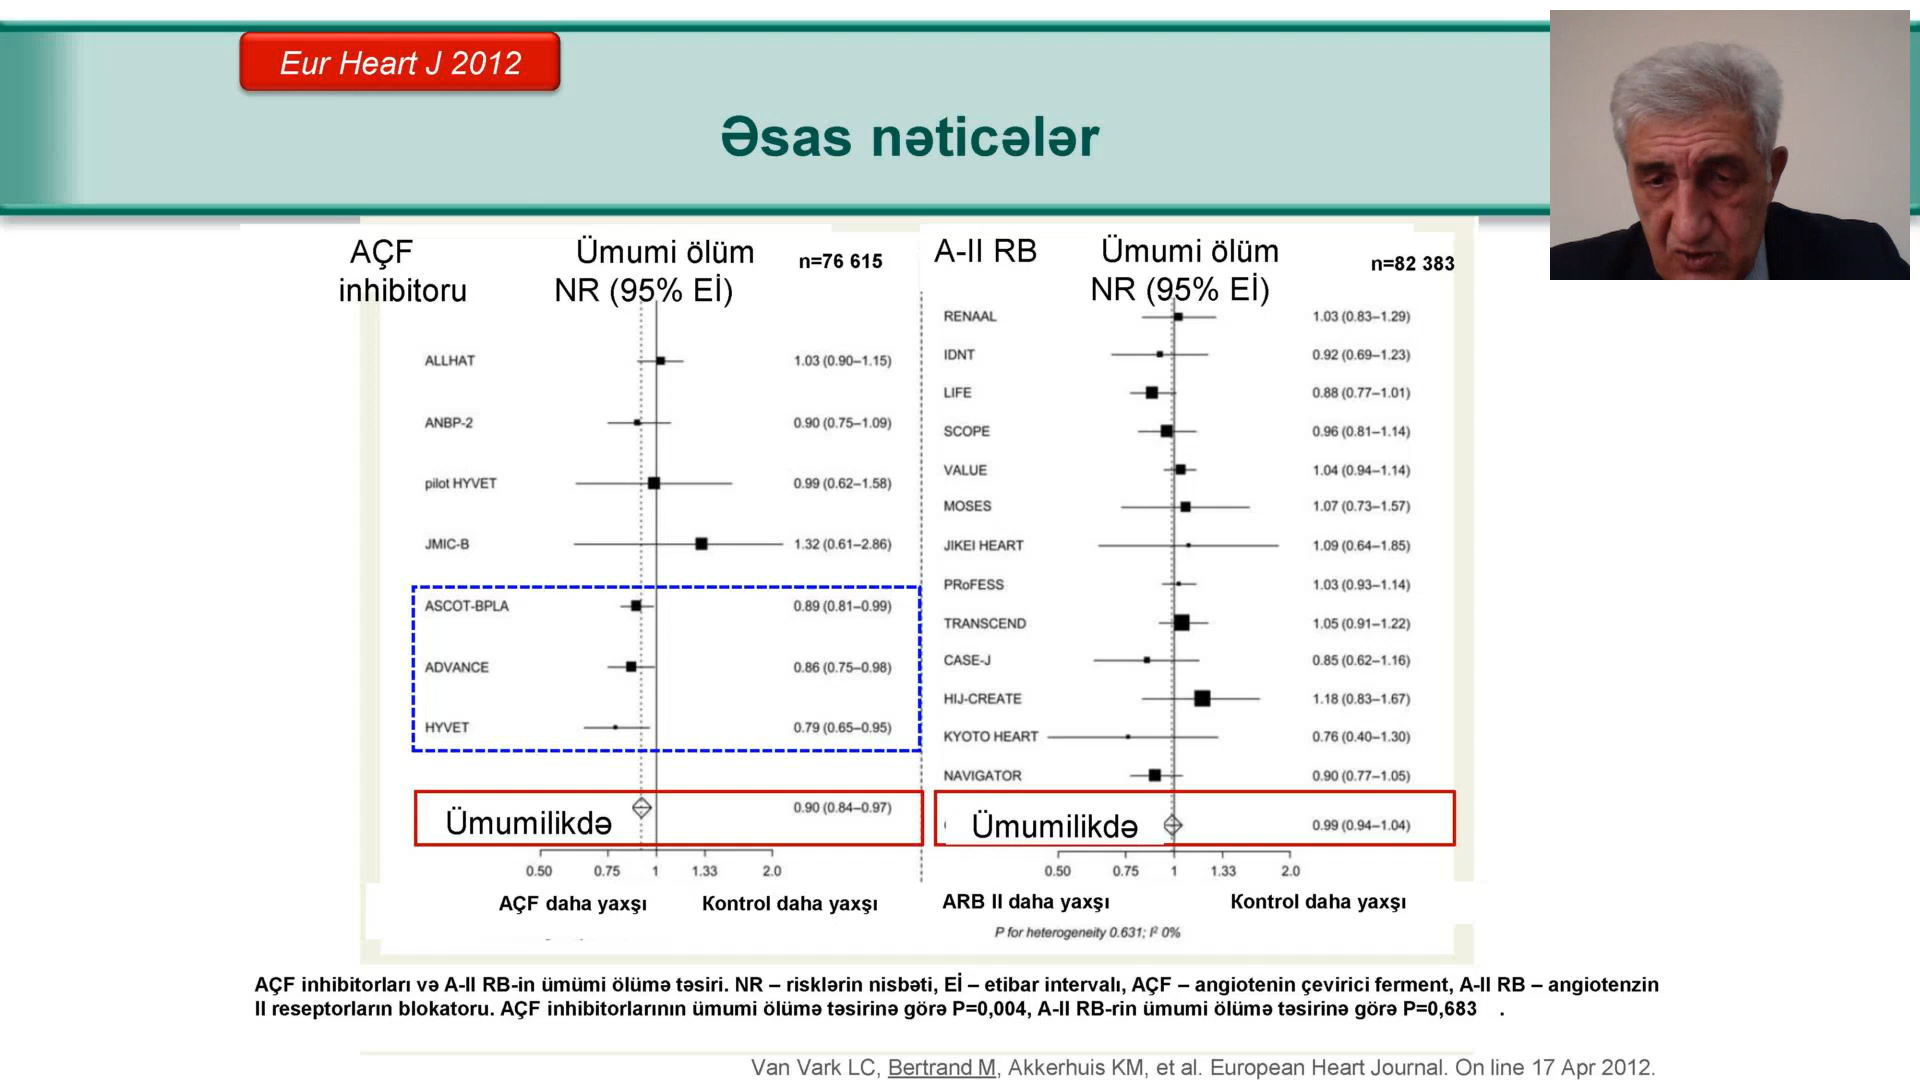 Eur Heart J 2012
Əsas nəticələr
AÇF
inhibitoru
Ümumi ölüm
NR (95% Eİ)
n=76 615
ALLHAT 1.03 (0.90–1.15)
ANBP-2 0.90 (0.75–1.09)
pilot HYVET 0.99 (0.62–1.58)
JMIC-B 1.32 (0.61–2.86)
ASCOT-BPLA 0.89 (0.81–0.99)
ADVANCE 0.86 (0.75–0.98)
HYVET 0.79 (0.65–0.95)
Ümumilikdə 0.90 (0.84–0.97)
0.50 0.75 1 1.33 2.0
AÇF daha yaxşı Kontrol daha yaxşı
A-II RB
Ümumi ölüm
NR (95% Eİ)
n=82 383
RENAAL 1.03 (0.83–1.29)
IDNT 0.92 (0.69–1.23)
LIFE 0.88 (0.77–1.01)
SCOPE 0.96 (0.81–1.14)
VALUE 1.04 (0.94–1.14)
MOSES 1.07 (0.73–1.57)
JIKEI HEART 1.09 (0.64–1.85)
PRoFESS 1.03 (0.93–1.14)
TRANSCEND 1.05 (0.91–1.22)
CASE-J 0.85 (0.62–1.16)
HIJ-CREATE 1.18 (0.83–1.67)
KYOTO HEART 0.76 (0.40–1.30)
NAVIGATOR 0.90 (0.77–1.05)
Ümumilikdə 0.99 (0.94–1.04)
0.50 0.75 1 1.33 2.0
ARB II daha yaxşı Kontrol daha yaxşı
P for heterogeneity 0.631; I² 0%
AÇF inhibitorları və A-II RB-in ümümi ölümə təsiri. NR – risklərin nisbəti, Eİ – etibar intervalı, AÇF – angiotenin çevirici ferment, A-II RB – angiotenzin
II reseptorların blokatoru. AÇF inhibitorlarının ümumi ölümə təsirinə görə P=0,004, A-II RB-rin ümumi ölümə təsirinə görə P=0,683 .
Van Vark LC, Bertrand M, Akkerhuis KM, et al. European Heart Journal. On line 17 Apr 2012.